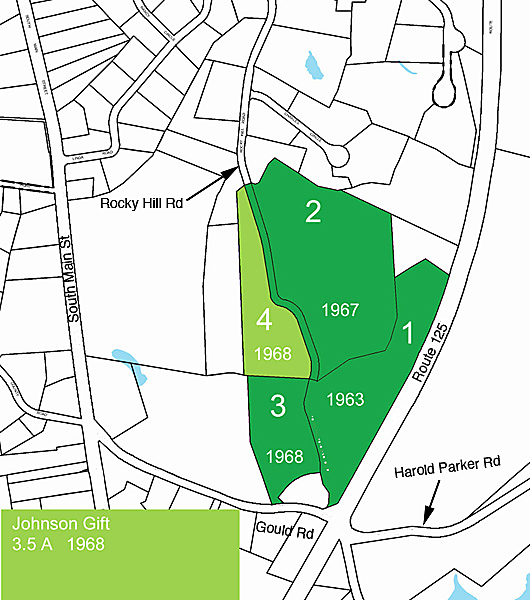 Rocky Hill Rd
South Main St
2
1967
4
1968
1
Route 125
3
1963
1968
Harold Parker Rd
Gould Rd
Johnson Gift
3.5 A 1968